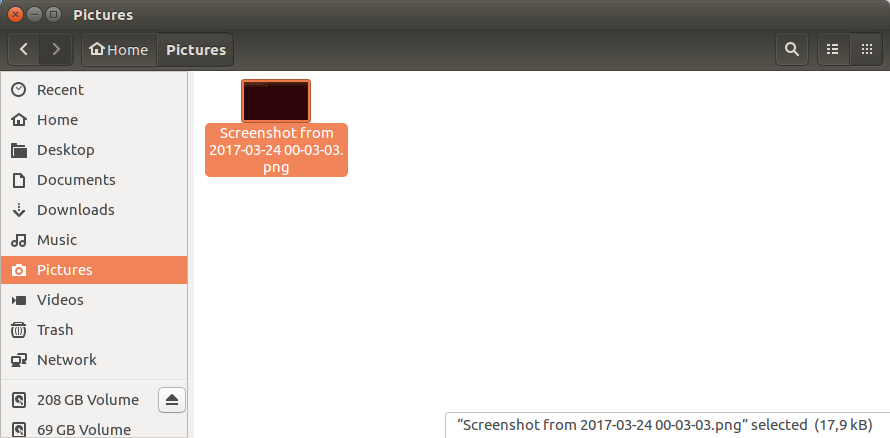 Pictures
Home
Pictures
Recent
Home
Desktop
Documents
Downloads
Music
Pictures
Videos
Trash
Network
208 GB Volume
69 GB Volume
Screenshot from
2017-03-24 00-03-03.
png
“Screenshot from 2017-03-24 00-03-03.png” selected (17,9 kB)